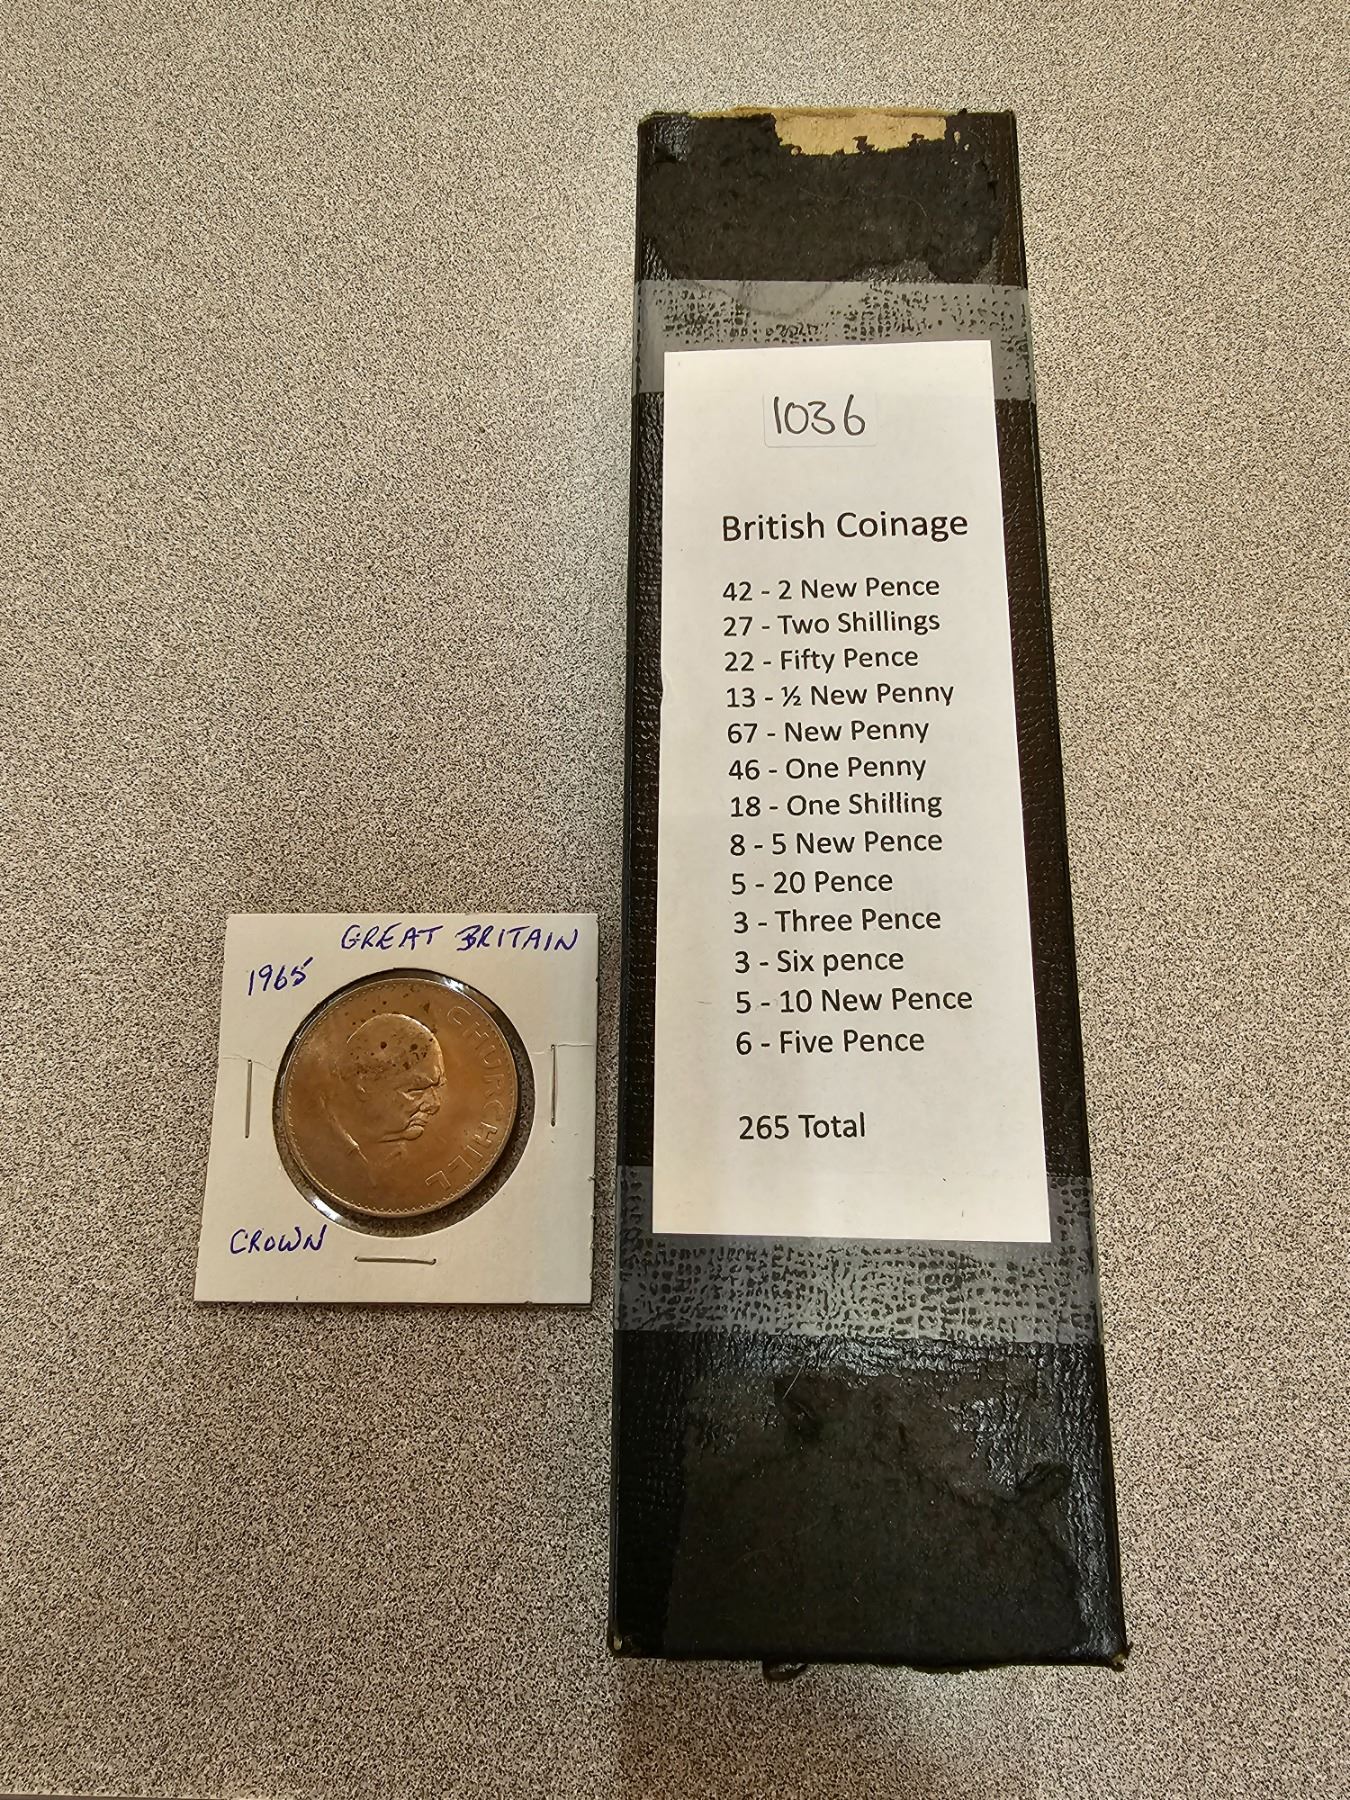 GREAT BRITAIN
1965
CHURCHILL
CROWN
1036
British Coinage
42 - 2 New Pence
27 - Two Shillings
22 - Fifty Pence
13 - ½ New Penny
67 - New Penny
46 - One Penny
18 - One Shilling
8 - 5 New Pence
5 - 20 Pence
3 - Three Pence
3 - Six pence
5 - 10 New Pence
6 - Five Pence
265 Total